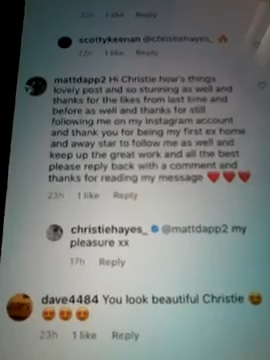 22h 1 like Reply
scottykeenan @christiehayes_ 🔥
22h 1 like Reply
mattdapp2 Hi Christie how's things
lovely post and so stunning as well and
thanks for the likes from last time and
before as well and thanks for still
following me on my Instagram account
and thank you for being my first ex home
and away star to follow me as well and
keep up the great work and all the best
please reply back with a comment and
thanks for reading my message ❤️❤️❤️
23h 1 like Reply
christiehayes_ @mattdapp2 my
pleasure xx
17h Reply
dave4484 You look beautiful Christie 😍
😍😍😍
23h 1 like Reply